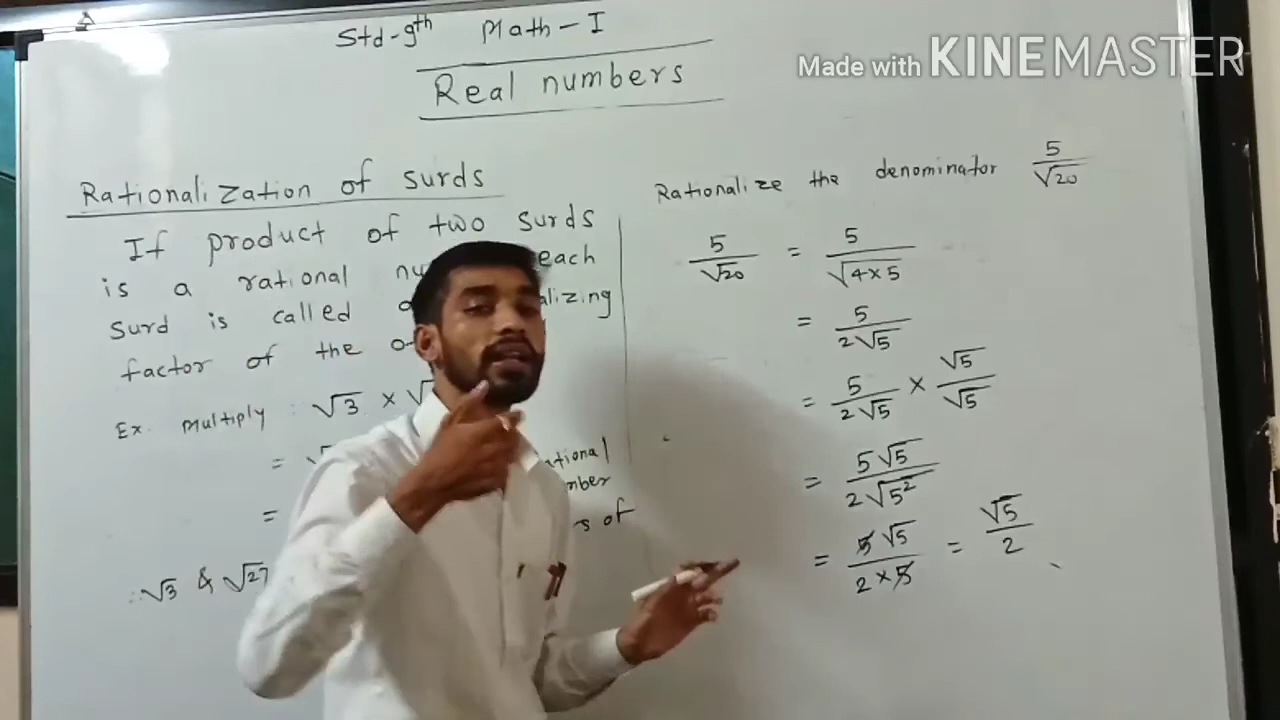 Std-9th Math-I
Made with KINEMASTER
Real numbers
Rationalization of surds
If product of two surds
is a rational each
surd is called
factor of the
Ex. Multiply : √3 ×
=
=
∴ √3 & √27 of
Rationalize the denominator 5/√20
5/√20 = 5/√4×5
= 5/2√5
= 5/2√5 × √5/√5
= 5√5/2√5²
= 5√5/2×5 = √5/2